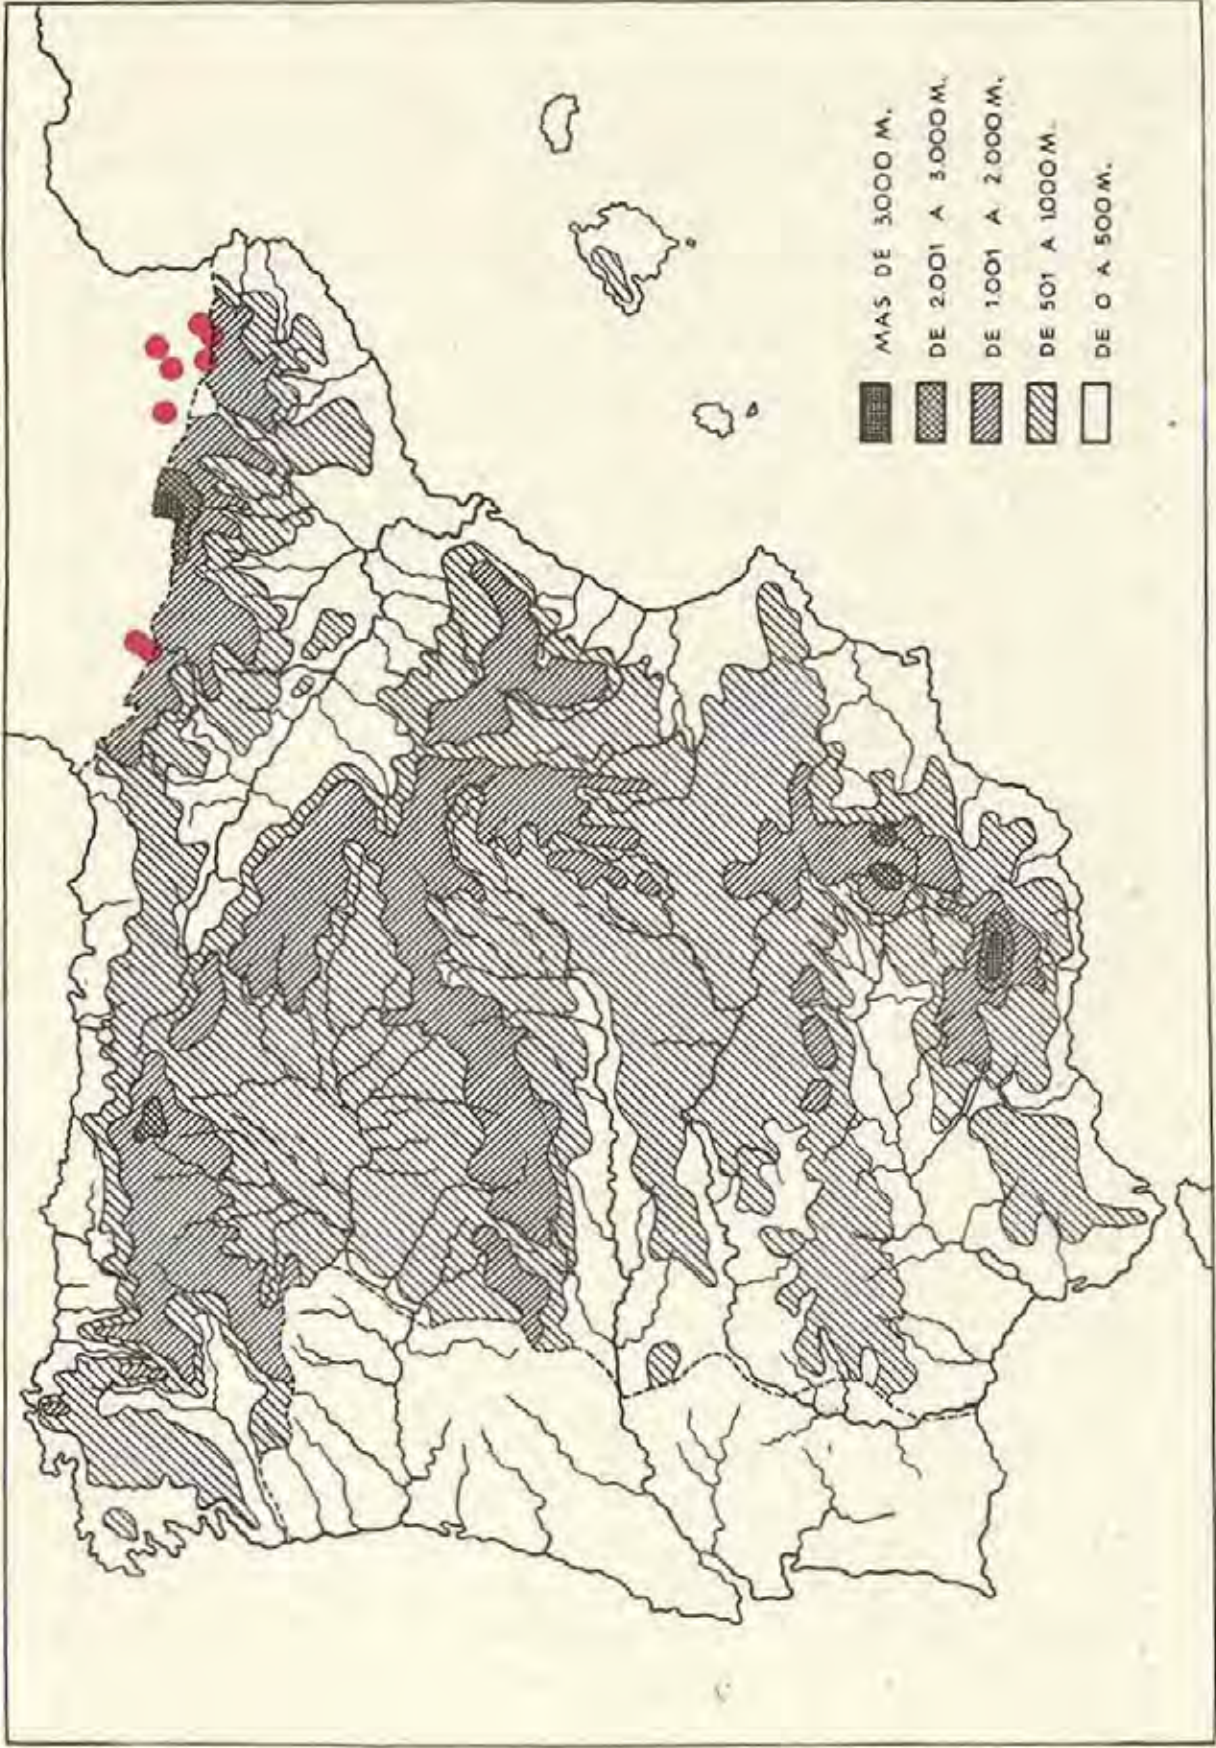 MAS DE 3.000 M.
DE 2.001 A 3.000 M.
DE 1.001 A 2.000 M.
DE 501 A 1.000 M.
DE 0 A 500 M.